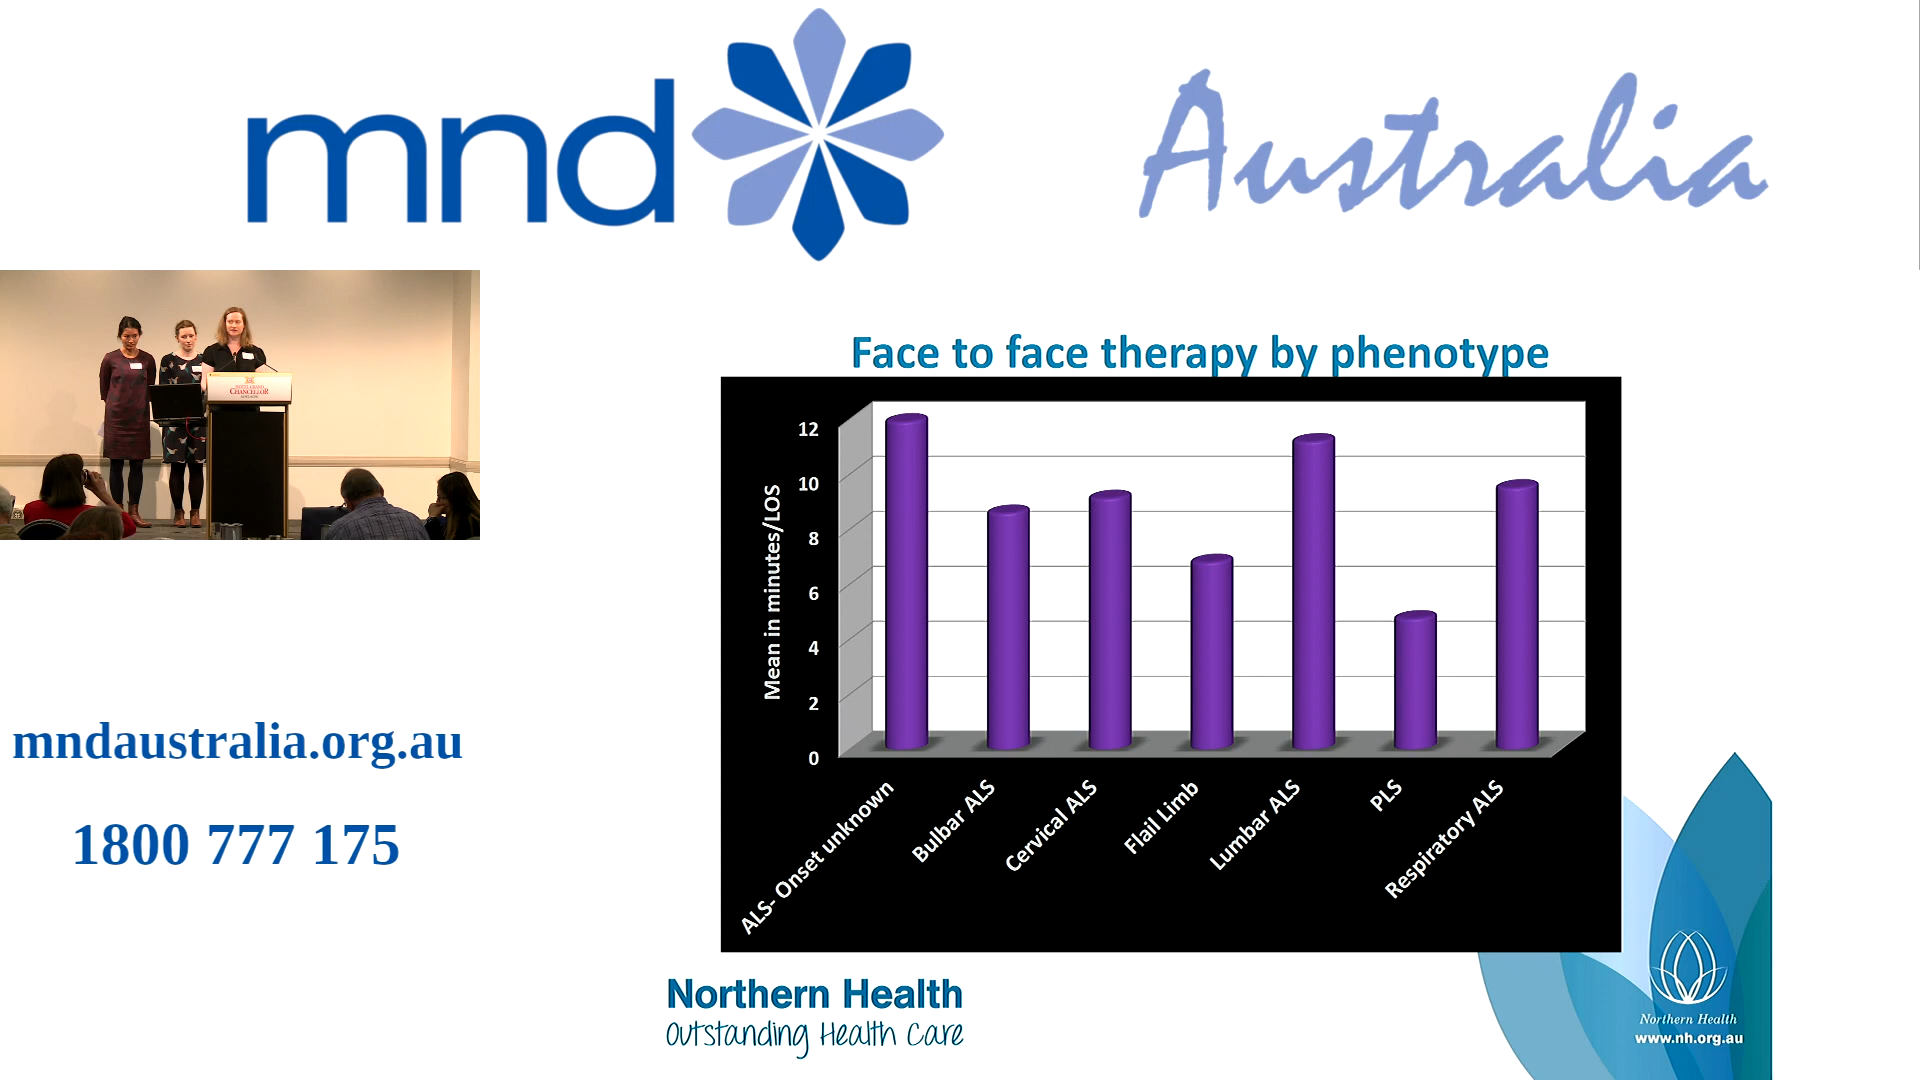 mnd Australia
CHANCELLOR
mndaustralia.org.au
1800 777 175
Face to face therapy by phenotype
Mean in minutes/LOS
12
10
8
6
4
2
0
ALS- Onset unknown
Bulbar ALS
Cervical ALS
Flail Limb
Lumbar ALS
PLS
Respiratory ALS
Northern Health
Outstanding Health Care
Northern Health
www.nh.org.au